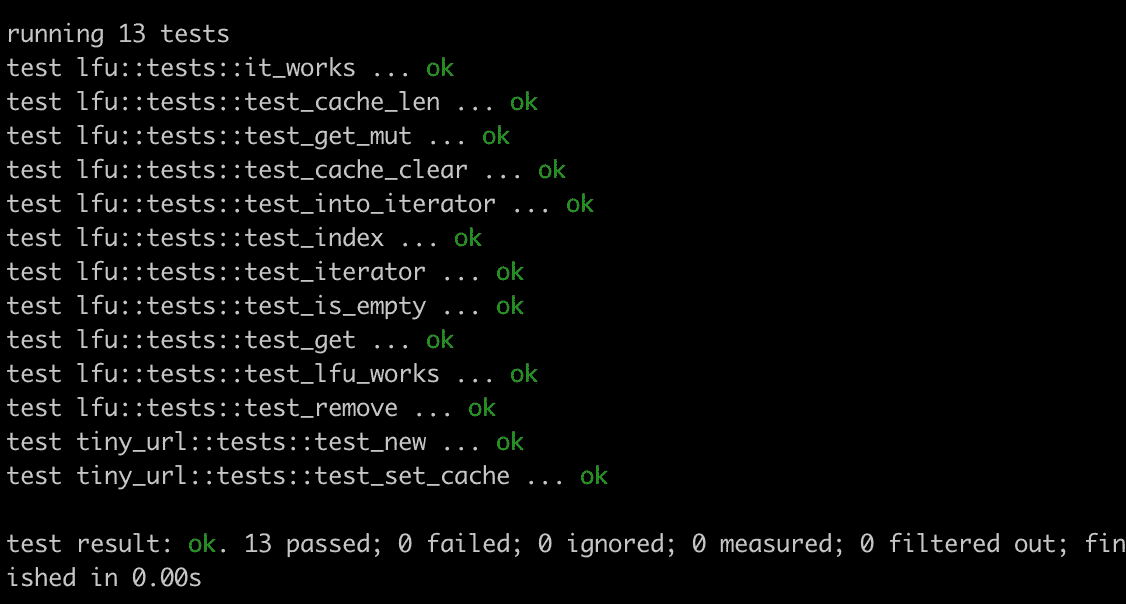 running 13 tests
test lfu::tests::it_works ... ok
test lfu::tests::test_cache_len ... ok
test lfu::tests::test_get_mut ... ok
test lfu::tests::test_cache_clear ... ok
test lfu::tests::test_into_iterator ... ok
test lfu::tests::test_index ... ok
test lfu::tests::test_iterator ... ok
test lfu::tests::test_is_empty ... ok
test lfu::tests::test_get ... ok
test lfu::tests::test_lfu_works ... ok
test lfu::tests::test_remove ... ok
test tiny_url::tests::test_new ... ok
test tiny_url::tests::test_set_cache ... ok
test result: ok. 13 passed; 0 failed; 0 ignored; 0 measured; 0 filtered out; fin
ished in 0.00s